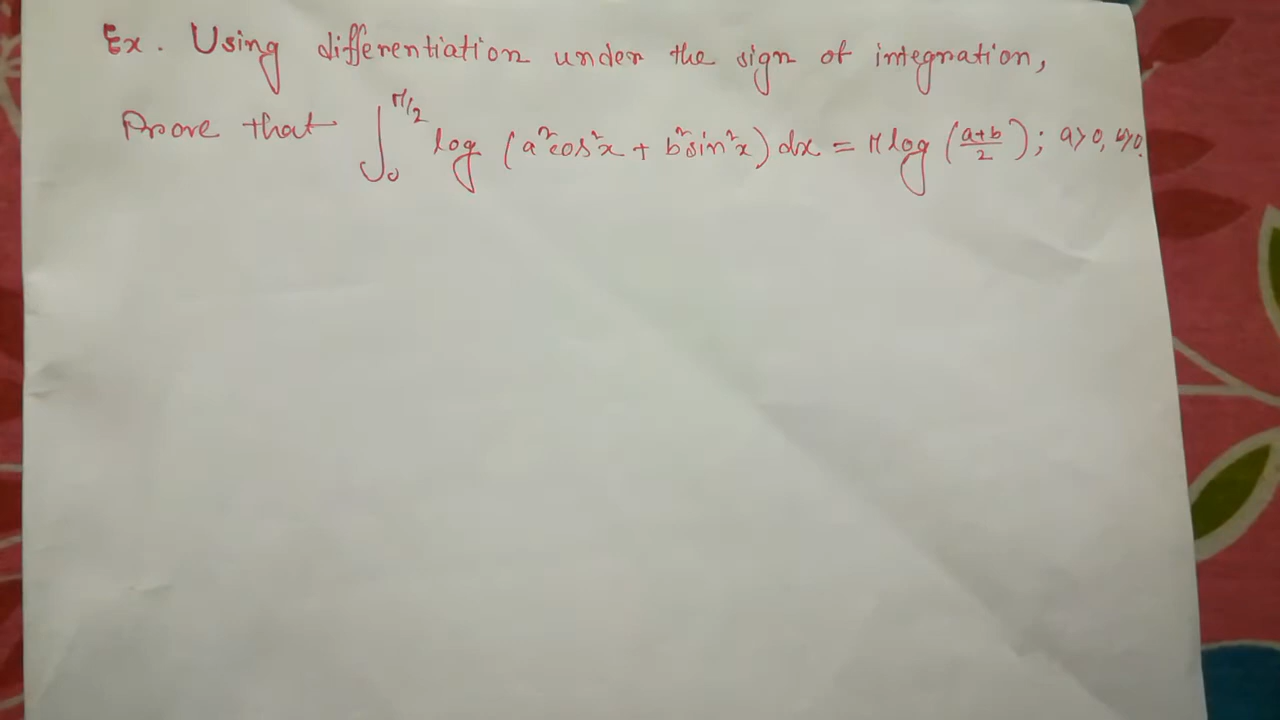 Ex. Using differentiation under the sign of integration,
Prove that ∫₀^{π/2} log (a²cos²x + b²sin²x) dx = π log (a+b/2); a>0, b>0.